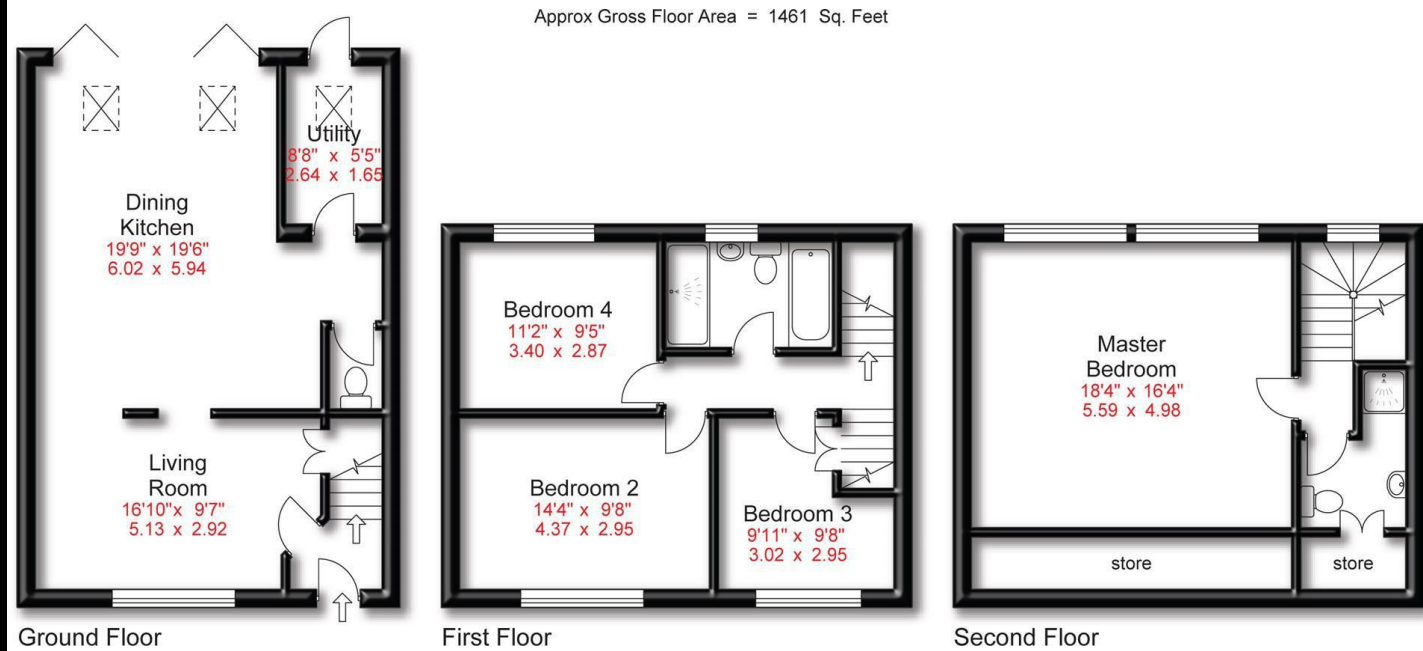 Approx Gross Floor Area = 1461 Sq. Feet
Utility
8'8" x 5'5"
2.64 x 1.65
Dining
Kitchen
19'9" x 19'6"
6.02 x 5.94
Living
Room
16'10"x 9'7"
5.13 x 2.92
Ground Floor
Bedroom 4
11'2" x 9'5"
3.40 x 2.87
Bedroom 2
14'4" x 9'8"
4.37 x 2.95
Bedroom 3
9'11" x 9'8"
3.02 x 2.95
First Floor
Master
Bedroom
18'4" x 16'4"
5.59 x 4.98
store
store
Second Floor